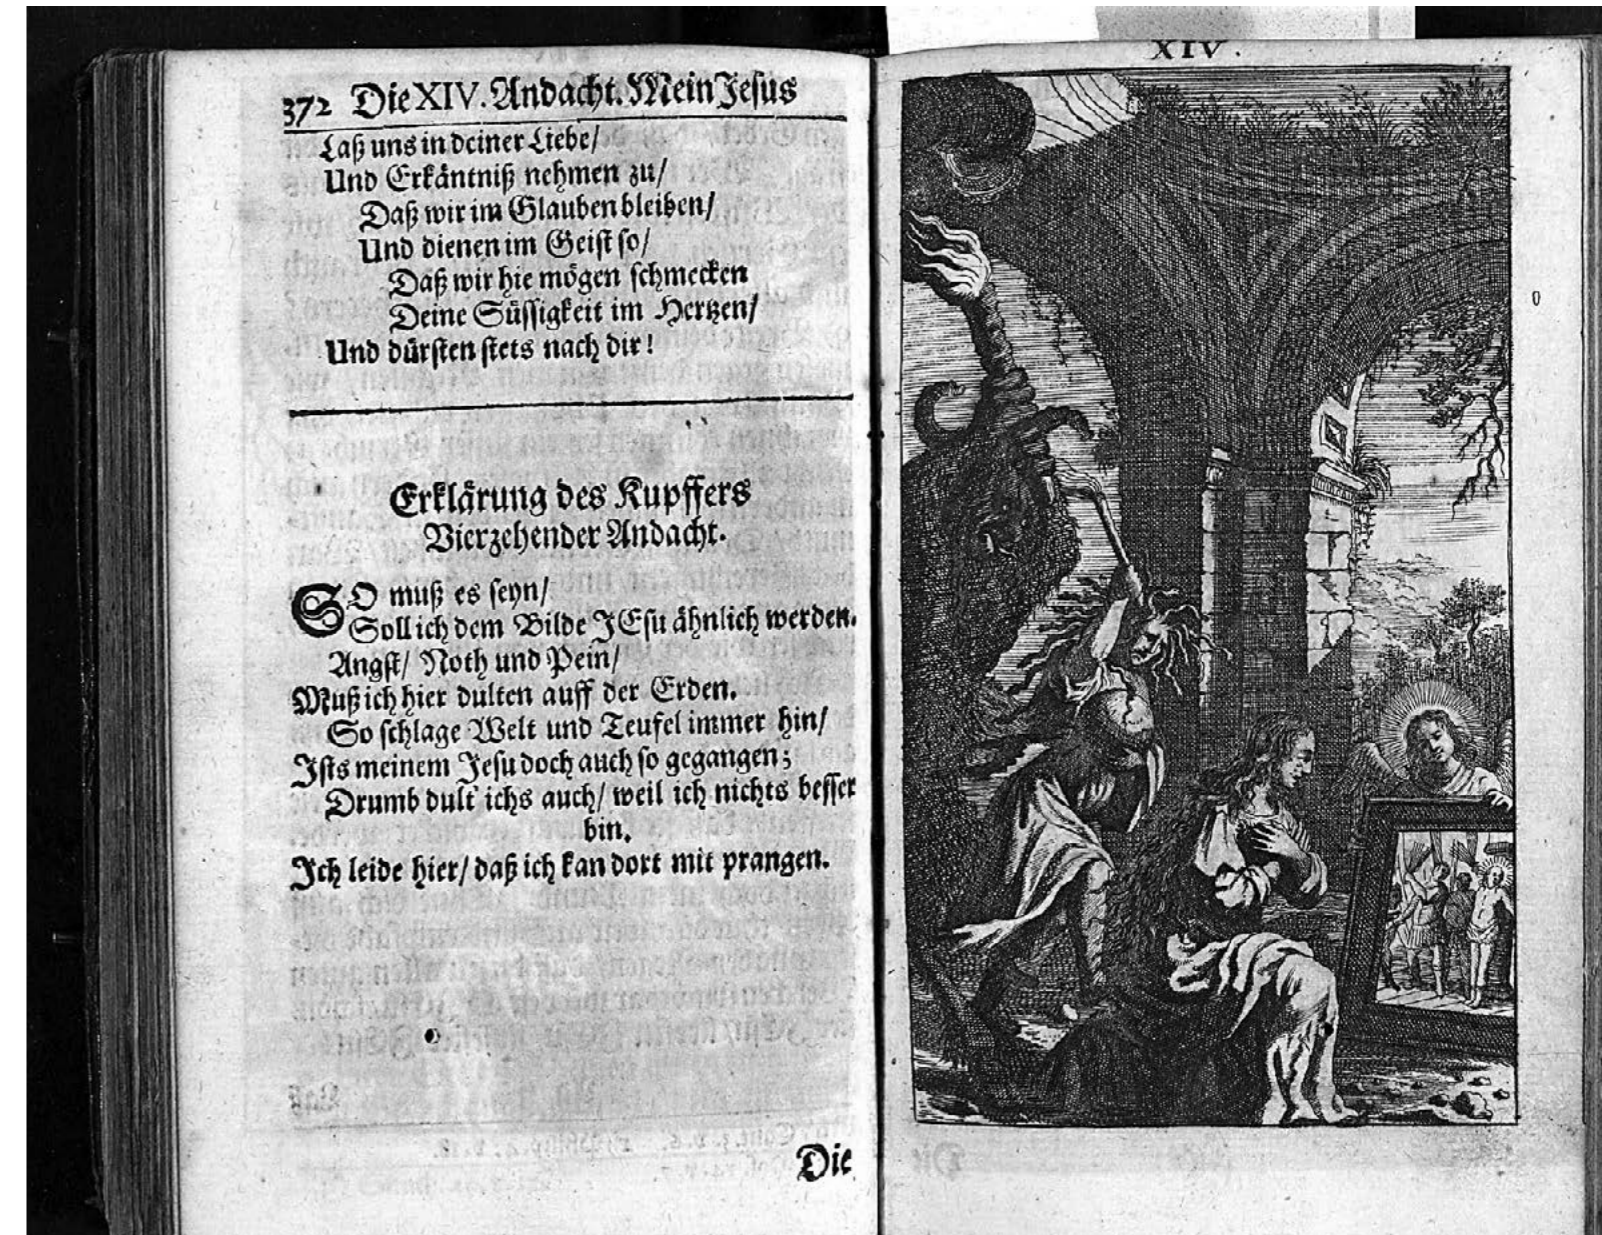 372 Die XIV. Andacht. Mein Jesus
Laß uns in deiner Liebe/
Und Erkäntniß nehmen zu/
Daß wir im Glauben bleiben/
Und dienen im Geist so/
Daß wir hie mögen schmecken
Deine Süssigkeit im Hertzen/
Und dürsten stets nach dir!
Erklärung des Kupffers
Vierzehender Andacht.
SO muß es seyn/
Soll ich dem Bilde JEsu ähnlich werden.
Angst/ Noth und Pein/
Muß ich hier dulten auff der Erden.
So schlage Welt und Teufel immer hin/
Ists meinem Jesu doch auch so gegangen;
Drumb dult ichs auch/ weil ich nichts besser
bin.
Ich leide hier/ daß ich kan dort mit prangen.
Die
XIV.